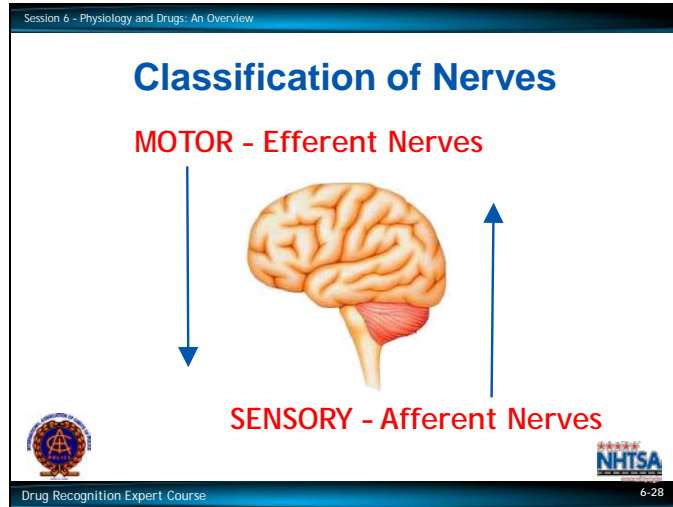 Session 6 - Physiology and Drugs: An Overview
Classification of Nerves
MOTOR - Efferent Nerves
SENSORY - Afferent Nerves
NHTSA
Drug Recognition Expert Course
6-28